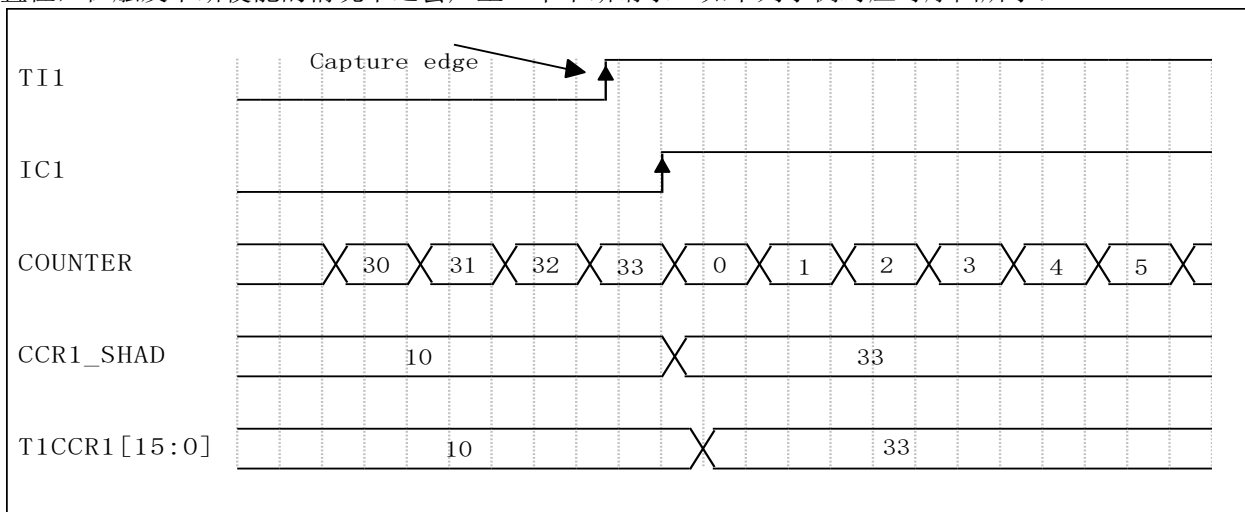 Capture edge
TI1
IC1
COUNTER 30 31 32 33 0 1 2 3 4 5
CCR1_SHAD 10 33
T1CCR1[15:0] 10 33